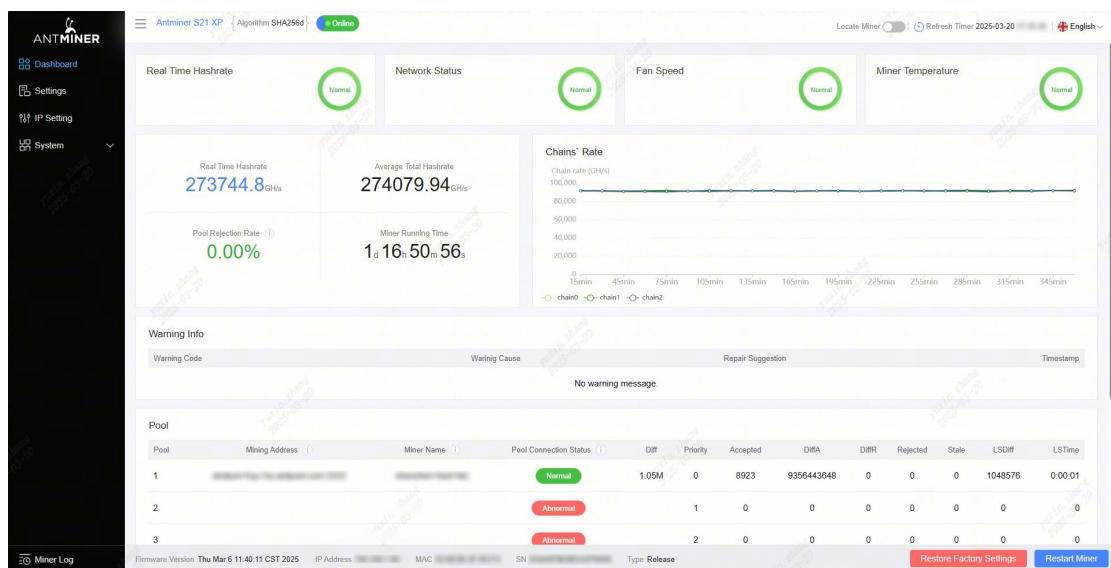 ANTMINER
Antminer S21 XP { Algorithm SHA256d } Online
Locate Miner Refresh Timer 2025-03-20 English
Dashboard
Settings
IP Setting
System
Real Time Hashrate Normal
Network Status Normal
Fan Speed Normal
Miner Temperature Normal
Real Time Hashrate
273744.8 GH/s
Average Total Hashrate
274079.94 GH/s
Pool Rejection Rate
0.00%
Miner Running Time
1d 16h 50m 56s
Chains` Rate
Chain rate (GH/s)
100,000
80,000
60,000
40,000
20,000
0
15min 45min 75min 105min 135min 165min 195min 225min 255min 285min 315min 345min
chain0 chain1 chain2
Warning Info
Warning Code Warinig Cause Repair Suggestion Timestamp
No warning message.
Pool
Pool Mining Address Miner Name Pool Connection Status Diff Priority Accepted DiffA DiffR Rejected Stale LSDiff LSTime
1 Normal 1.05M 0 8923 9356443648 0 0 0 1048576 0:00:01
2 Abnormal 1 0 0 0 0 0 0 0
3 Abnormal 2 0 0 0 0 0 0 0
Miner Log
Firmware Version Thu Mar 6 11:40:11 CST 2025 IP Address MAC SN Type Release
Restore Factory Settings Restart Miner